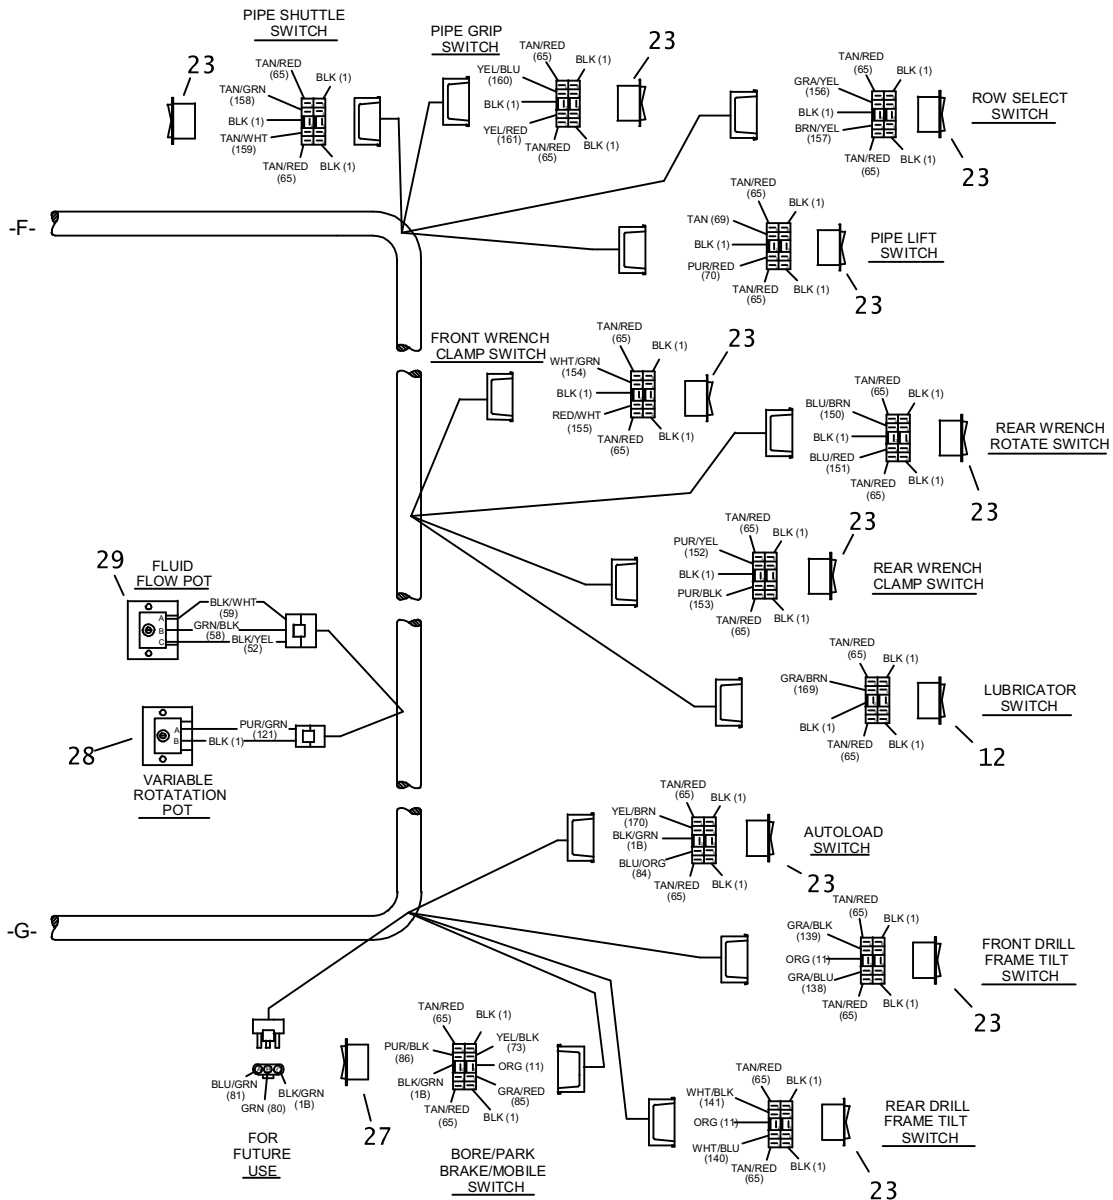 PIPE SHUTTLE
SWITCH
23
TAN/RED
(65)
BLK (1)
TAN/GRN
(158)
BLK (1)
TAN/WHT
(159)
TAN/RED
(65)
BLK (1)
PIPE GRIP
SWITCH
TAN/RED
(65)
BLK (1)
YEL/BLU
(160)
BLK (1)
YEL/RED
(161)
TAN/RED
(65)
BLK (1)
23
TAN/RED
(65)
BLK (1)
GRA/YEL
(156)
BLK (1)
BRN/YEL
(157)
TAN/RED
(65)
BLK (1)
ROW SELECT
SWITCH
23
-F-
TAN/RED
(65)
BLK (1)
TAN (69)
BLK (1)
PUR/RED
(70)
TAN/RED
(65)
BLK (1)
PIPE LIFT
SWITCH
23
FRONT WRENCH
CLAMP SWITCH
TAN/RED
(65)
BLK (1)
WHT/GRN
(154)
BLK (1)
RED/WHT
(155)
TAN/RED
(65)
BLK (1)
23
TAN/RED
(65)
BLK (1)
BLU/BRN
(150)
BLK (1)
BLU/RED
(151)
TAN/RED
(65)
BLK (1)
REAR WRENCH
ROTATE SWITCH
23
TAN/RED
(65)
BLK (1)
PUR/YEL
(152)
BLK (1)
PUR/BLK
(153)
TAN/RED
(65)
BLK (1)
23
REAR WRENCH
CLAMP SWITCH
29
FLUID
FLOW POT
A
B
C
BLK/WHT
(59)
GRN/BLK
(58)
BLK/YEL
(52)
TAN/RED
(65)
BLK (1)
GRA/BRN
(169)
BLK (1)
TAN/RED
(65)
BLK (1)
LUBRICATOR
SWITCH
12
28
A
B
PUR/GRN
(121)
BLK (1)
VARIABLE
ROTATATION
POT
TAN/RED
(65)
BLK (1)
YEL/BRN
(170)
BLK/GRN
(1B)
BLU/ORG
(84)
TAN/RED
(65)
BLK (1)
AUTOLOAD
SWITCH
23
-G-
TAN/RED
(65)
BLK (1)
GRA/BLK
(139)
ORG (11)
GRA/BLU
(138)
TAN/RED
(65)
BLK (1)
FRONT DRILL
FRAME TILT
SWITCH
23
BLU/GRN
(81)
GRN (80)
BLK/GRN
(1B)
FOR
FUTURE
USE
27
TAN/RED
(65)
BLK (1)
PUR/BLK
(86)
YEL/BLK
(73)
ORG (11)
BLK/GRN
(1B)
GRA/RED
(85)
TAN/RED
(65)
BLK (1)
BORE/PARK
BRAKE/MOBILE
SWITCH
TAN/RED
(65)
BLK (1)
WHT/BLK
(141)
ORG (11)
WHT/BLU
(140)
TAN/RED
(65)
BLK (1)
REAR DRILL
FRAME TILT
SWITCH
23